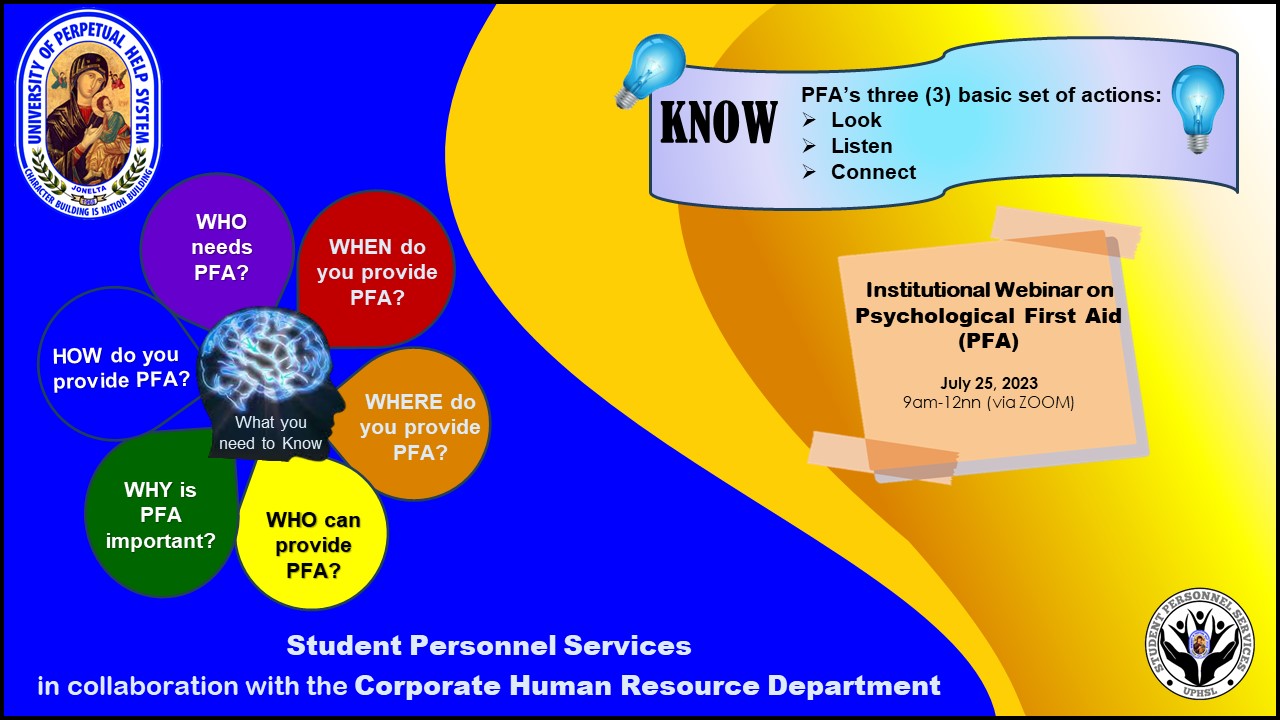 UNIVERSITY OF PERPETUAL HELP SYSTEM
JONELTA
CHARACTER BUILDING IS NATION BUILDING
KNOW
PFA’s three (3) basic set of actions:
➢ Look
➢ Listen
➢ Connect
WHO
needs
PFA?
WHEN do
you provide
PFA?
HOW do you
provide PFA?
What you
need to Know
WHERE do
you provide
PFA?
WHY is
PFA
important?
WHO can
provide
PFA?
Institutional Webinar on
Psychological First Aid
(PFA)
July 25, 2023
9am-12nn (via ZOOM)
Student Personnel Services
in collaboration with the Corporate Human Resource Department
STUDENT PERSONNEL SERVICES
UPHSL